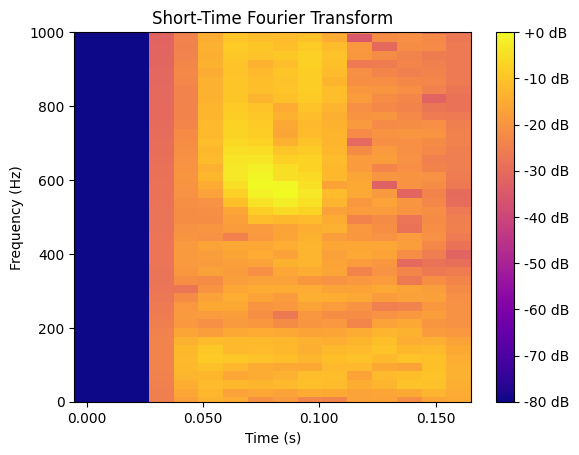 Short-Time Fourier Transform
Frequency (Hz)
1000
800
600
400
200
0
0.000
0.050
0.100
0.150
Time (s)
+0 dB
-10 dB
-20 dB
-30 dB
-40 dB
-50 dB
-60 dB
-70 dB
-80 dB